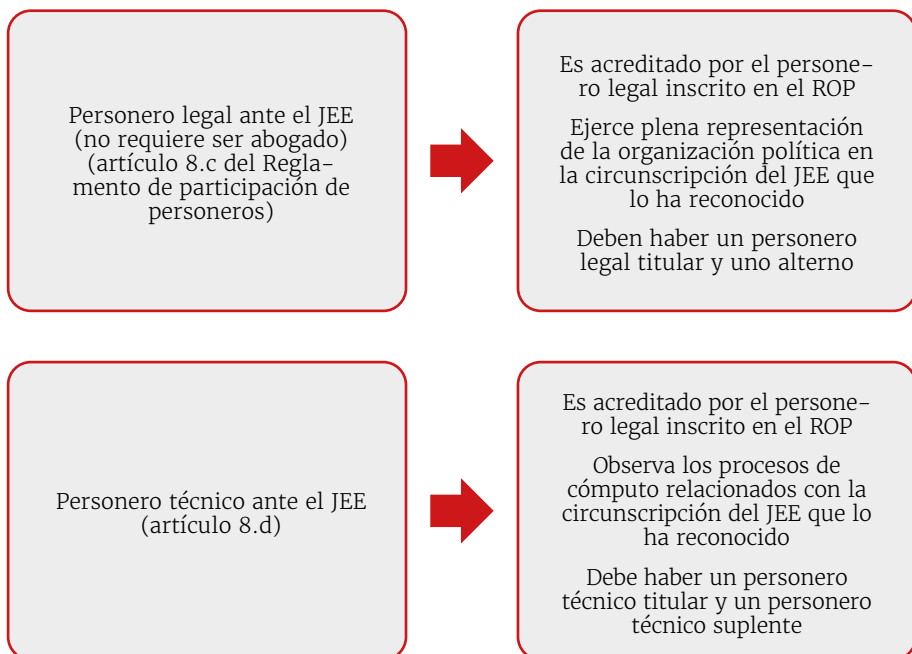 Personero legal ante el JEE
(no requiere ser abogado)
(artículo 8.c del Regla-
mento de participación de
personeros)
Es acreditado por el persone-
ro legal inscrito en el ROP
Ejerce plena representación
de la organización política en
la circunscripción del JEE que
lo ha reconocido
Deben haber un personero
legal titular y uno alterno
Personero técnico ante el JEE
(artículo 8.d)
Es acreditado por el persone-
ro legal inscrito en el ROP
Observa los procesos de
cómputo relacionados con la
circunscripción del JEE que lo
ha reconocido
Debe haber un personero
técnico titular y un personero
técnico suplente